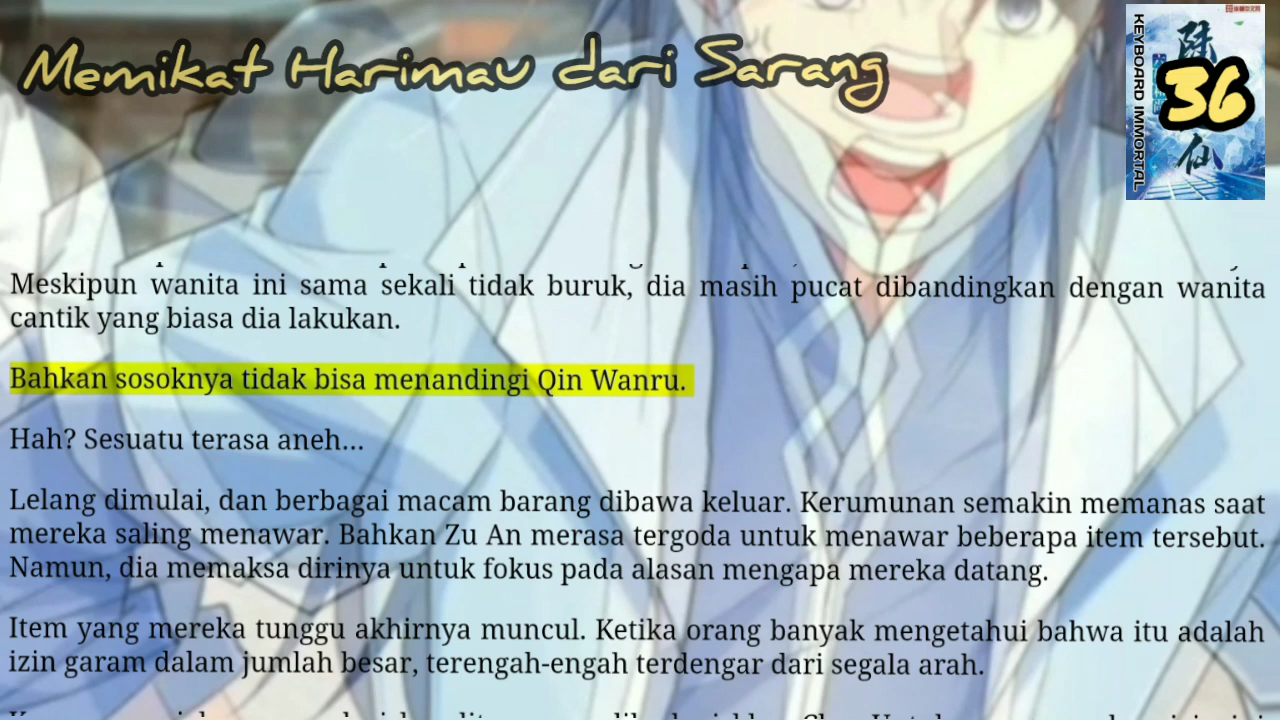 Memikat Harimau dari Sarang
KEYBOARD IMMORTAL
陆
36
仙
Meskipun wanita ini sama sekali tidak buruk, dia masih pucat dibandingkan dengan wanita
cantik yang biasa dia lakukan.
Bahkan sosoknya tidak bisa menandingi Qin Wanru.
Hah? Sesuatu terasa aneh...
Lelang dimulai, dan berbagai macam barang dibawa keluar. Kerumunan semakin memanas saat
mereka saling menawar. Bahkan Zu An merasa tergoda untuk menawar beberapa item tersebut.
Namun, dia memaksa dirinya untuk fokus pada alasan mengapa mereka datang.
Item yang mereka tunggu akhirnya muncul. Ketika orang banyak mengetahui bahwa itu adalah
izin garam dalam jumlah besar, terengah-engah terdengar dari segala arah.